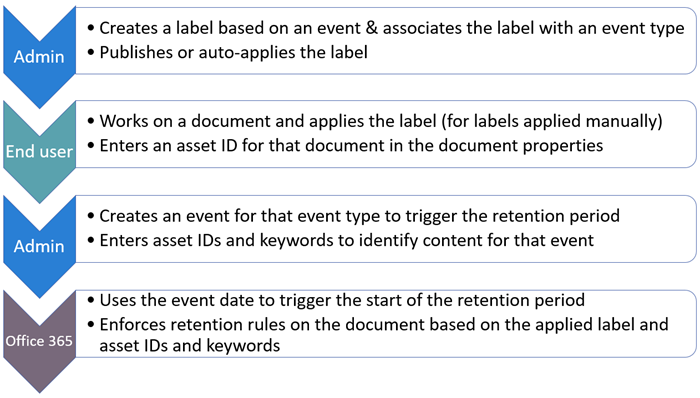 Admin
• Creates a label based on an event & associates the label with an event type
• Publishes or auto-applies the label
End user
• Works on a document and applies the label (for labels applied manually)
• Enters an asset ID for that document in the document properties
Admin
• Creates an event for that event type to trigger the retention period
• Enters asset IDs and keywords to identify content for that event
Office 365
• Uses the event date to trigger the start of the retention period
• Enforces retention rules on the document based on the applied label and
asset IDs and keywords